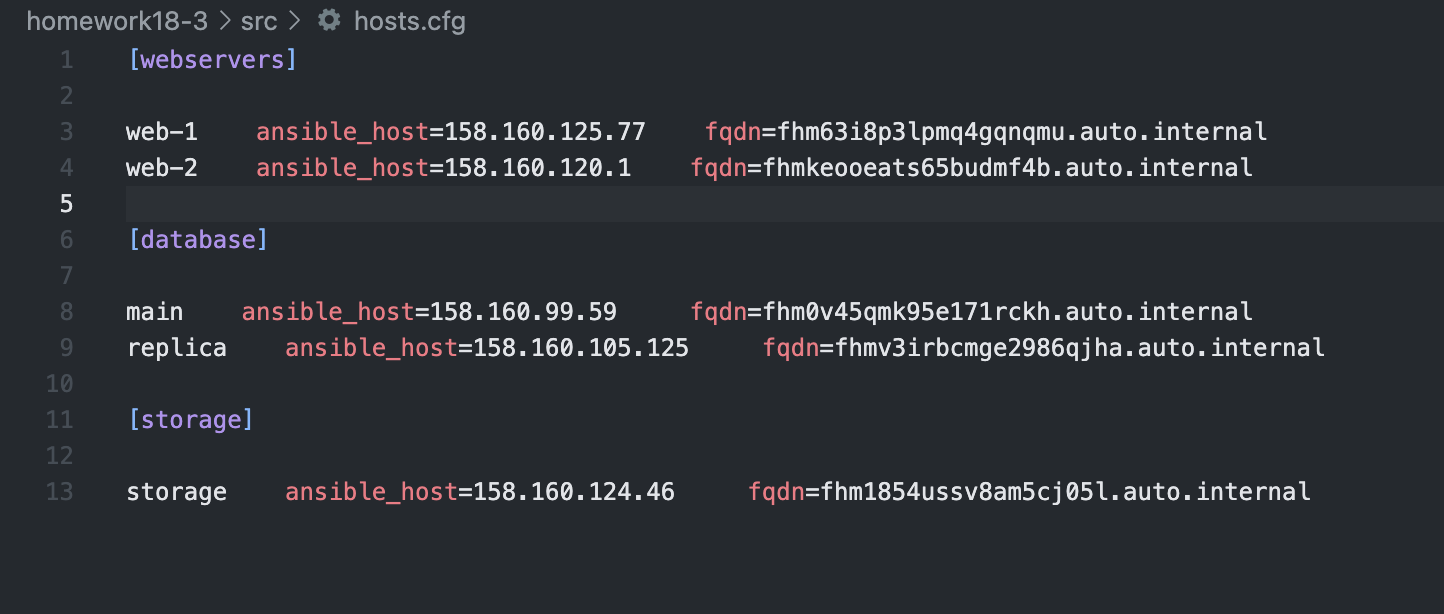 homework18-3 > src > hosts.cfg
1 [webservers]
2
3 web-1 ansible_host=158.160.125.77 fqdn=fhm63i8p3lpmq4gqnqmu.auto.internal
4 web-2 ansible_host=158.160.120.1 fqdn=fhmkeooeats65budmf4b.auto.internal
5
6 [database]
7
8 main ansible_host=158.160.99.59 fqdn=fhm0v45qmk95e171rckh.auto.internal
9 replica ansible_host=158.160.105.125 fqdn=fhmv3irbcmge2986qjha.auto.internal
10
11 [storage]
12
13 storage ansible_host=158.160.124.46 fqdn=fhm1854ussv8am5cj05l.auto.internal